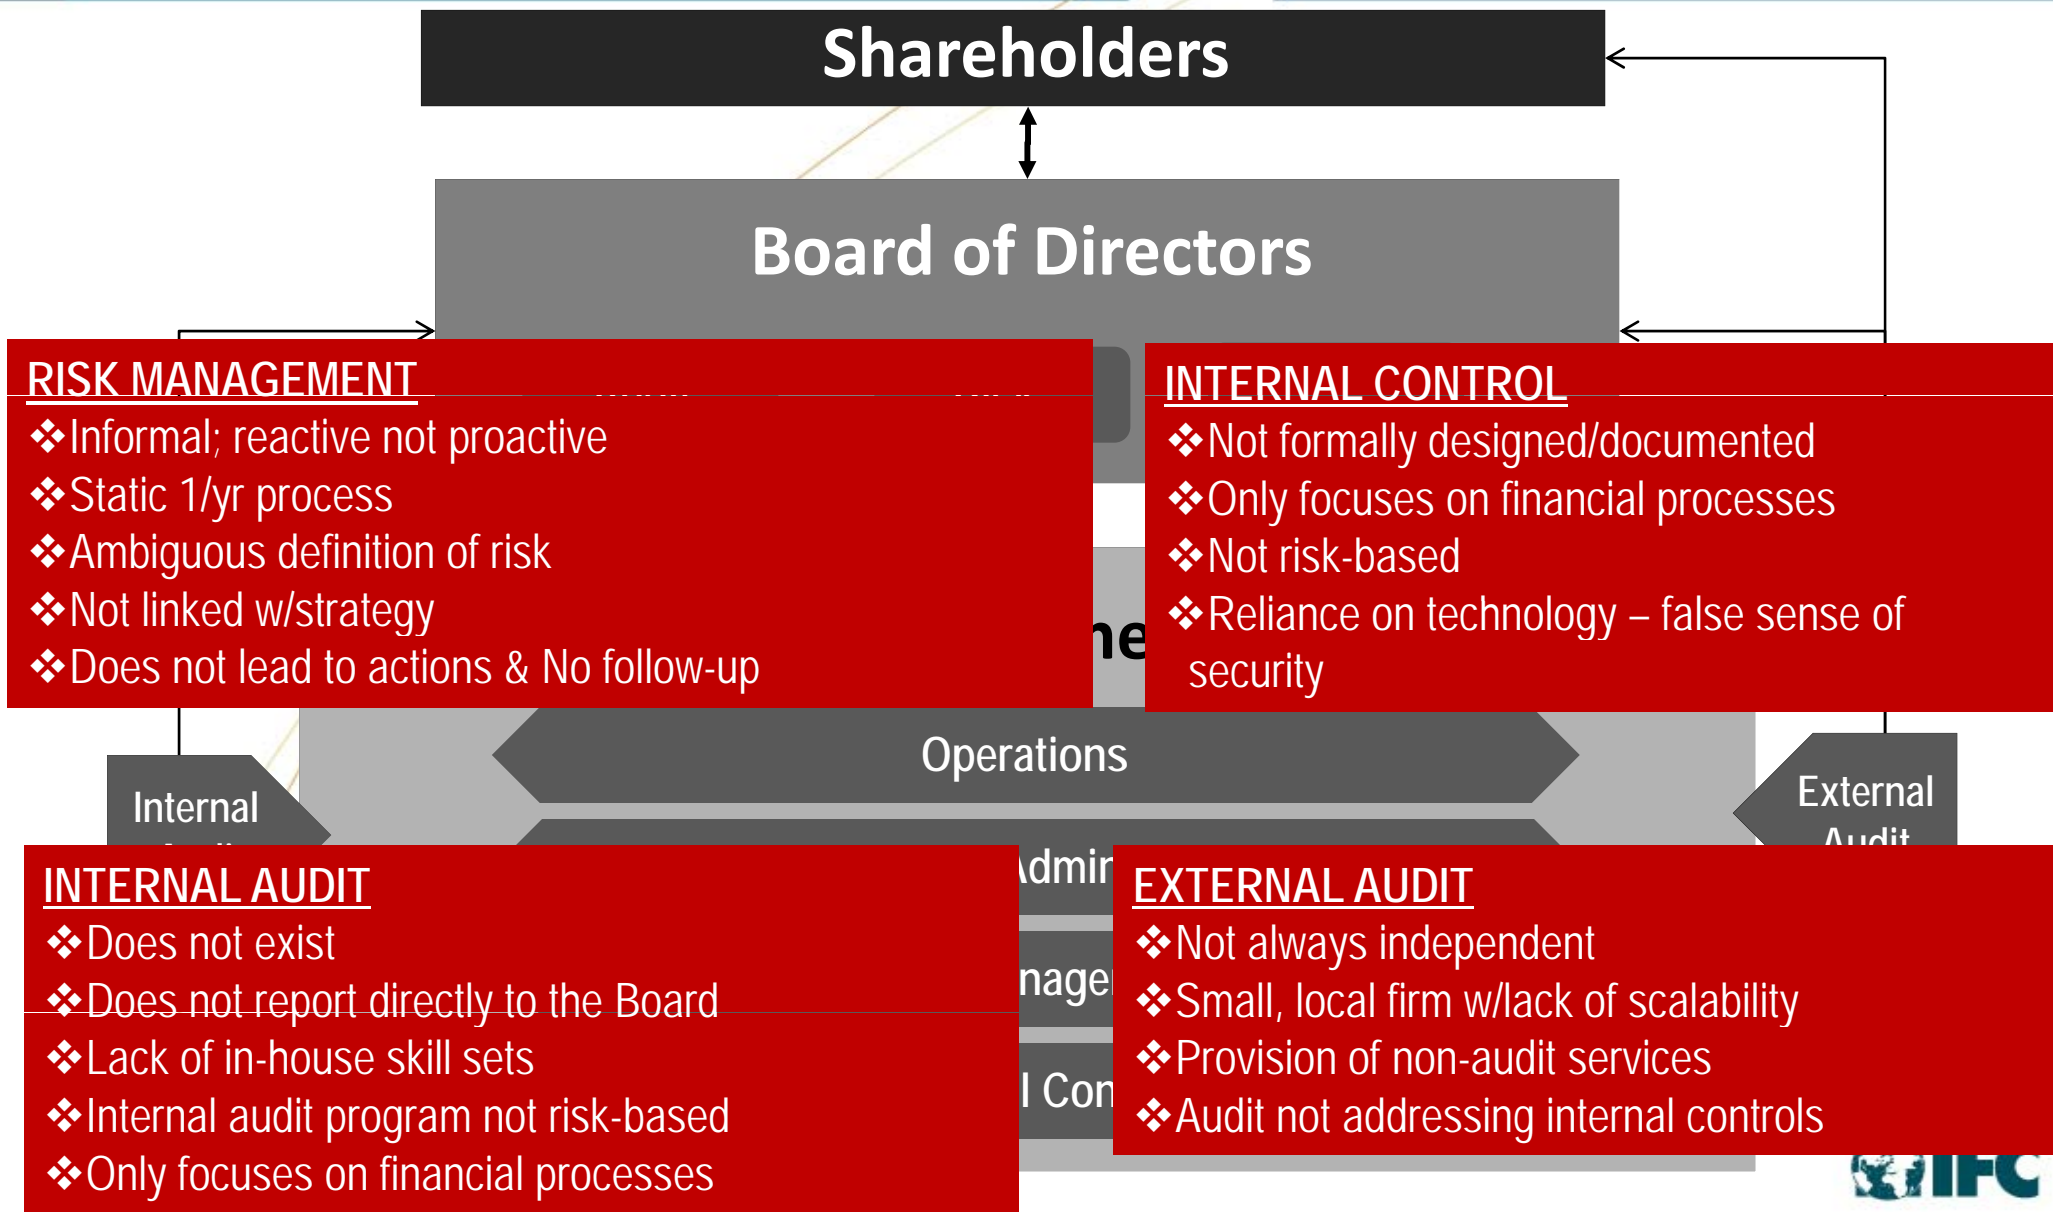 Shareholders
Board of Directors
RISK MANAGEMENT
❖Informal; reactive not proactive
❖Static 1/yr process
❖Ambiguous definition of risk
❖Not linked w/strategy
❖Does not lead to actions & No follow-up
INTERNAL CONTROL
❖Not formally designed/documented
❖Only focuses on financial processes
❖Not risk-based
❖Reliance on technology – false sense of
security
Operations
Internal
External
Audit
INTERNAL AUDIT
❖Does not exist
❖Does not report directly to the Board
❖Lack of in-house skill sets
❖Internal audit program not risk-based
❖Only focuses on financial processes
EXTERNAL AUDIT
❖Not always independent
❖Small, local firm w/lack of scalability
❖Provision of non-audit services
❖Audit not addressing internal controls
IFC